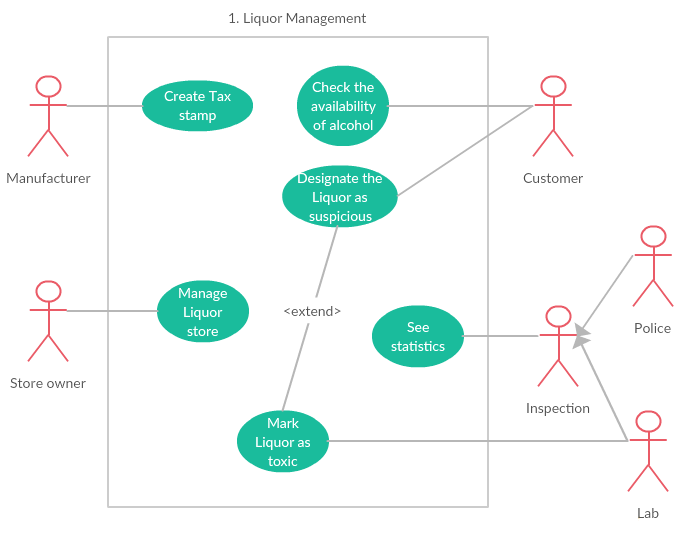 1. Liquor Management
Create Tax
stamp
Check the
availability
of alcohol
Manufacturer
Customer
Designate the
Liquor as
suspicious
Manage
Liquor
store
<extend>
See
statistics
Police
Store owner
Inspection
Mark
Liquor as
toxic
Lab